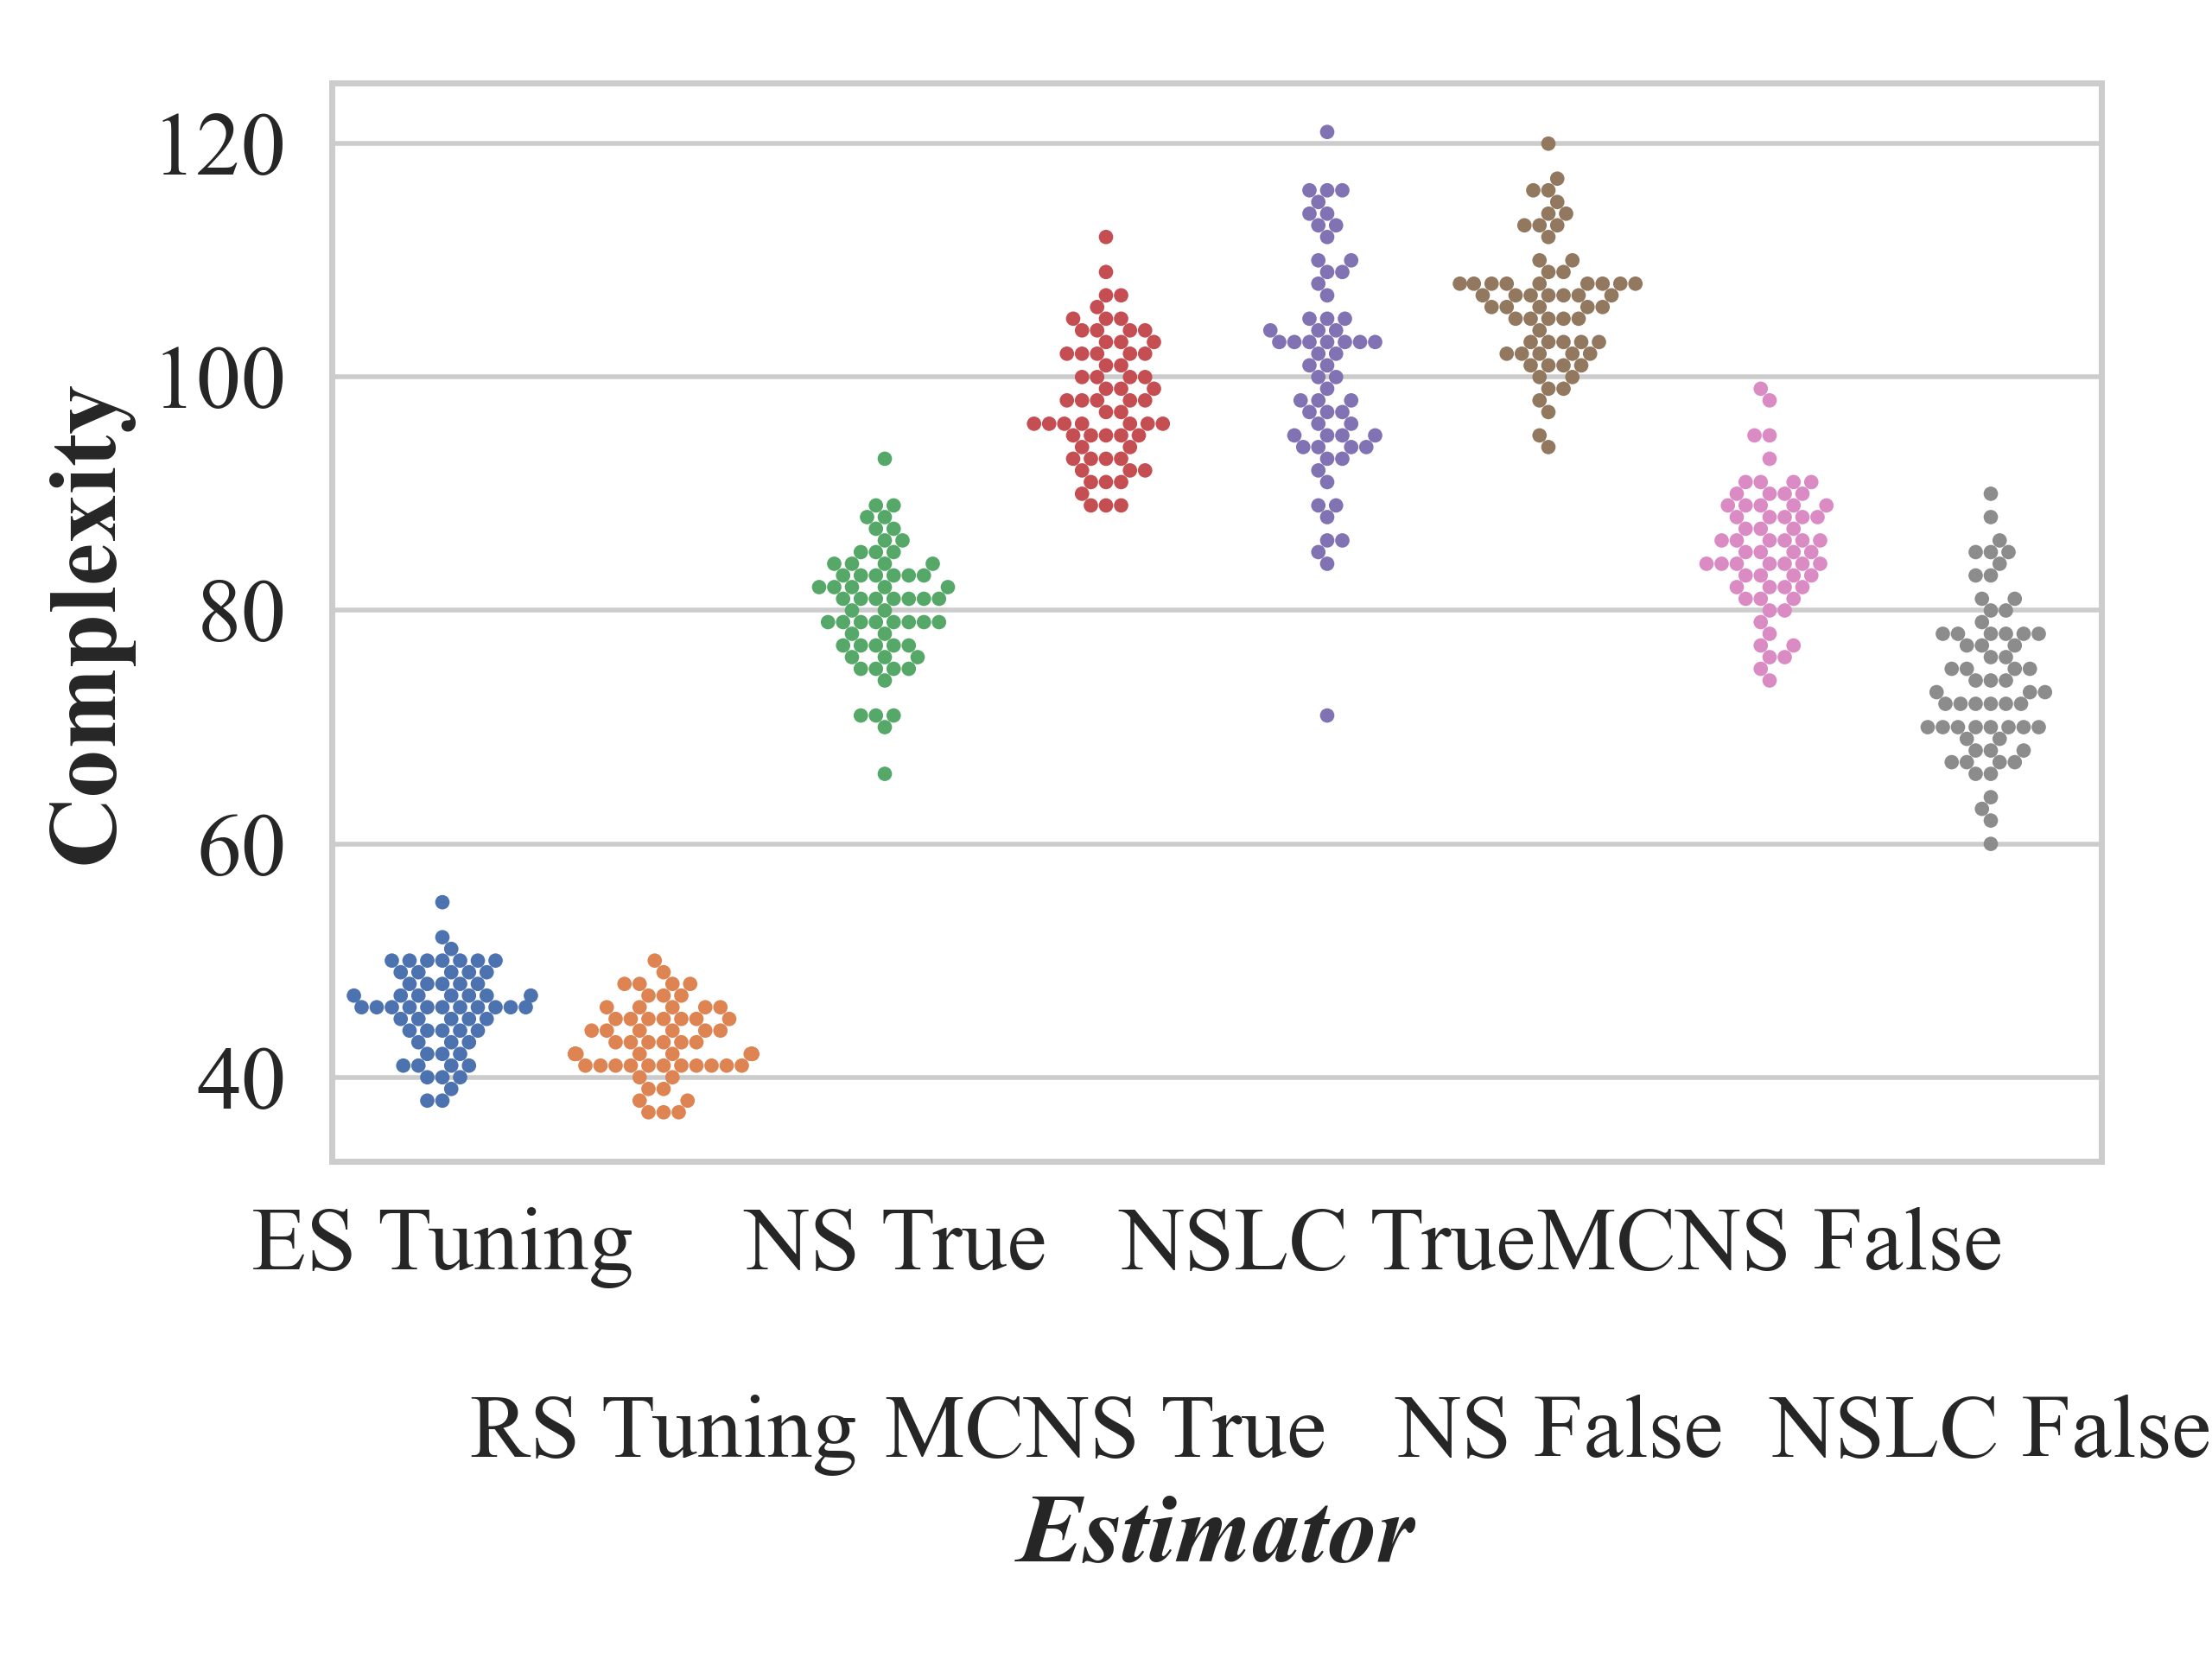 120
100
80
60
40
Complexity
ES Tuning NS True NSLC True MCNS False
RS Tuning MCNS True NS False NSLC False
Estimator